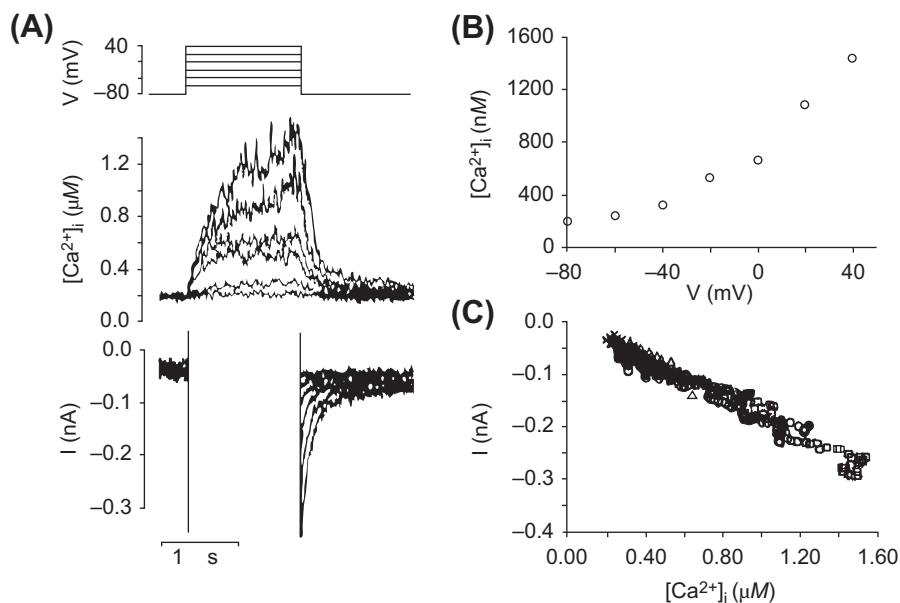 (A)
40
–80
V (mV)
1.2
0.8
0.4
0.0
[Ca²⁺]ᵢ (μM)
0.0
–0.1
–0.2
–0.3
I (nA)
1 s
(B)
1600
1200
800
400
0
[Ca²⁺]ᵢ (nM)
–80 –40 0 40
V (mV)
(C)
0.0
–0.1
–0.2
–0.3
–0.4
I (nA)
0.00 0.40 0.80 1.20 1.60
[Ca²⁺]ᵢ (μM)